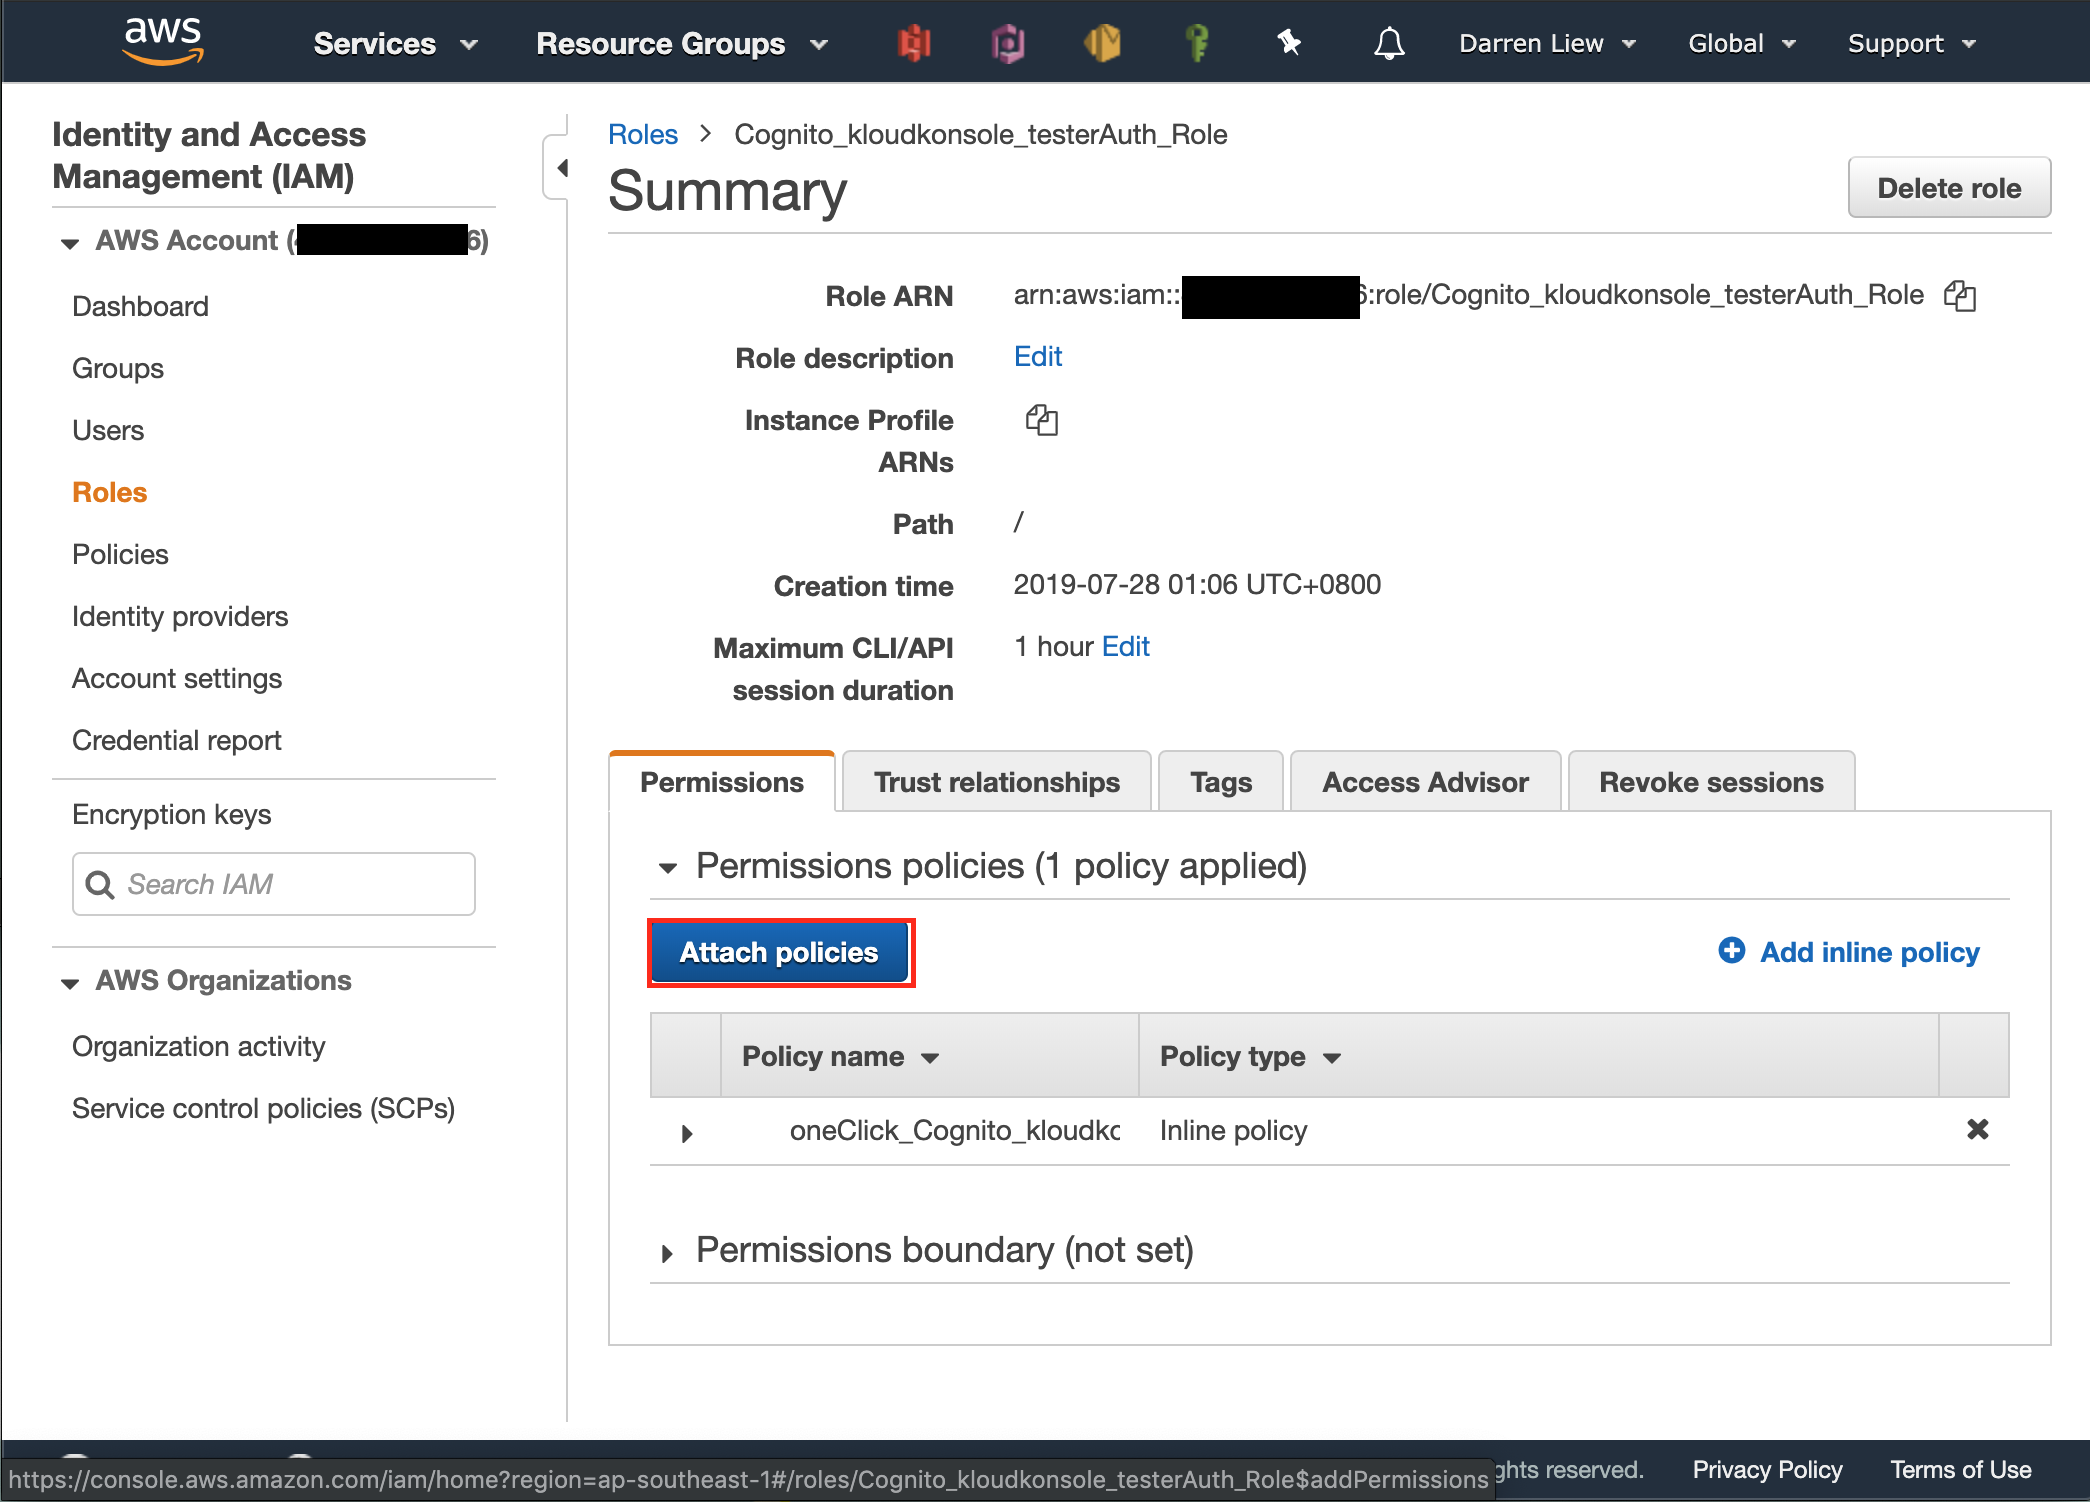 aws
Services
Resource Groups
Darren Liew
Global
Support
Identity and Access
Management (IAM)
AWS Account ( 6)
Dashboard
Groups
Users
Roles
Policies
Identity providers
Account settings
Credential report
Encryption keys
Search IAM
AWS Organizations
Organization activity
Service control policies (SCPs)
Roles > Cognito_kloudkonsole_testerAuth_Role
Summary
Delete role
Role ARN
arn:aws:iam:: 6:role/Cognito_kloudkonsole_testerAuth_Role
Role description
Edit
Instance Profile
ARNs
Path
/
Creation time
2019-07-28 01:06 UTC+0800
Maximum CLI/API
session duration
1 hour Edit
Permissions
Trust relationships
Tags
Access Advisor
Revoke sessions
Permissions policies (1 policy applied)
Attach policies
Add inline policy
Policy name
Policy type
oneClick_Cognito_kloudkc
Inline policy
Permissions boundary (not set)
https://console.aws.amazon.com/iam/home?region=ap-southeast-1#/roles/Cognito_kloudkonsole_testerAuth_Role$addPermissions
ghts reserved.
Privacy Policy
Terms of Use